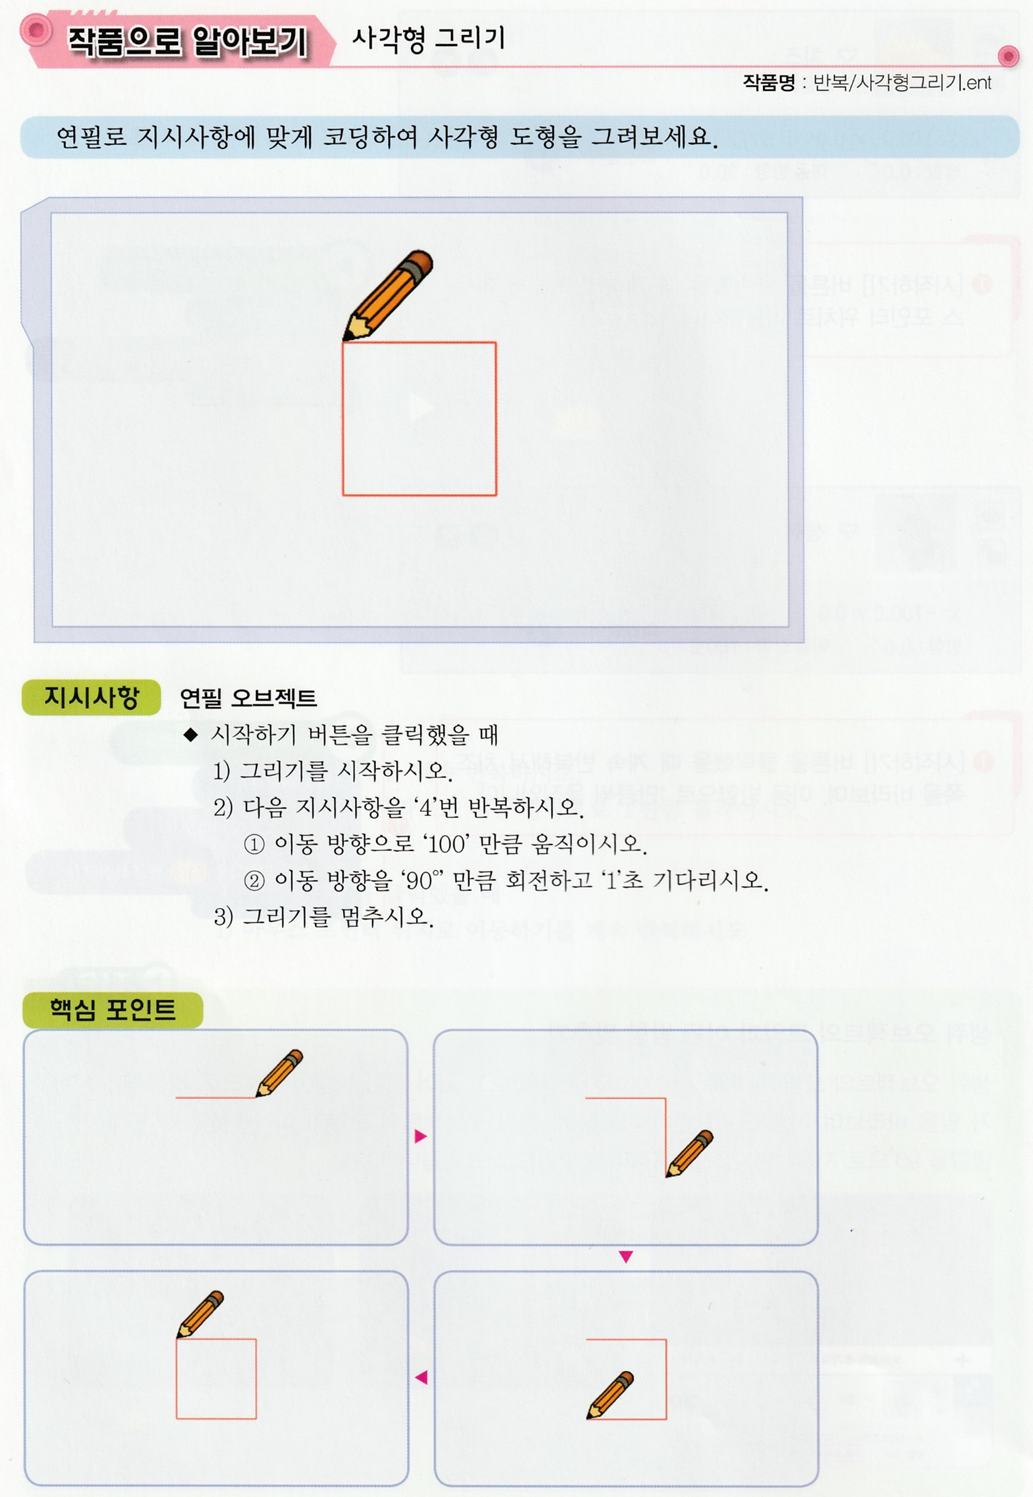 작품으로 알아보기 사각형 그리기
작품명 : 반복/사각형그리기.ent
연필로 지시사항에 맞게 코딩하여 사각형 도형을 그려보세요.
지시사항 연필 오브젝트
◆ 시작하기 버튼을 클릭했을 때
1) 그리기를 시작하시오.
2) 다음 지시사항을 ‘4’번 반복하시오.
① 이동 방향으로 ‘100’ 만큼 움직이시오.
② 이동 방향을 ‘90°’ 만큼 회전하고 ‘1’초 기다리시오.
3) 그리기를 멈추시오.
핵심 포인트